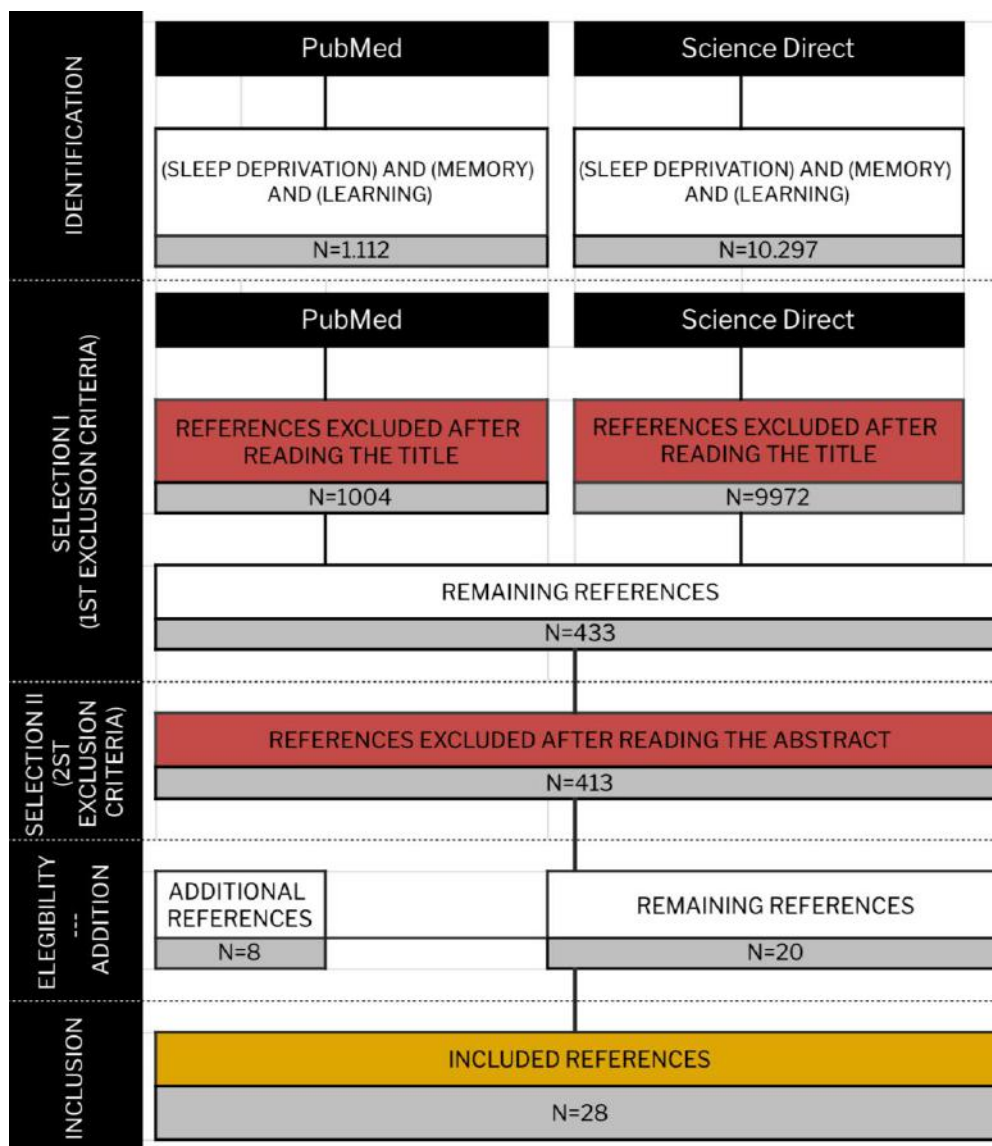 IDENTIFICATION
PubMed
Science Direct
(SLEEP DEPRIVATION) AND (MEMORY)
AND (LEARNING)
N=1.112
(SLEEP DEPRIVATION) AND (MEMORY)
AND (LEARNING)
N=10.297
SELECTION I
(1ST EXCLUSION CRITERIA)
PubMed
Science Direct
REFERENCES EXCLUDED AFTER
READING THE TITLE
N=1004
REFERENCES EXCLUDED AFTER
READING THE TITLE
N=9972
REMAINING REFERENCES
N=433
SELECTION II
(2ST
EXCLUSION
CRITERIA)
REFERENCES EXCLUDED AFTER READING THE ABSTRACT
N=413
ELEGIBILITY
---
ADDITION
ADDITIONAL
REFERENCES
N=8
REMAINING REFERENCES
N=20
INCLUSION
INCLUDED REFERENCES
N=28